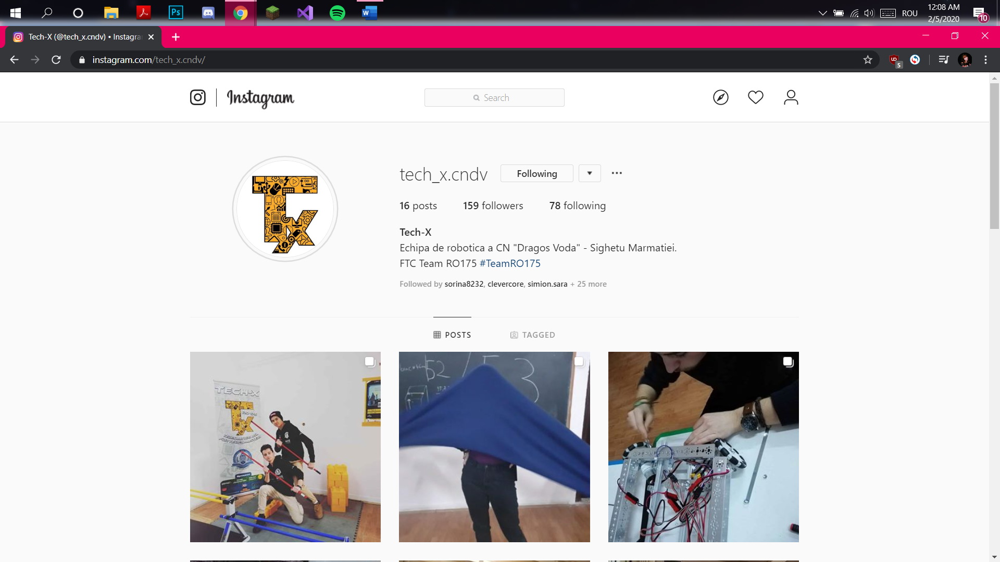 Ps
W
ROU
12:08 AM
2/5/2020
10
Tech-X (@tech_x.cndv) • Instagra
instagram.com/tech_x.cndv/
5
Instagram
Search
tech_x.cndv
Following
16 posts 159 followers 78 following
Tech-X
Echipa de robotica a CN "Dragos Voda" - Sighetu Marmatiei.
FTC Team RO175 #TeamRO175
Followed by sorina8232, clevercore, simion.sara + 25 more
POSTS
TAGGED
TECH-X
52 / 53